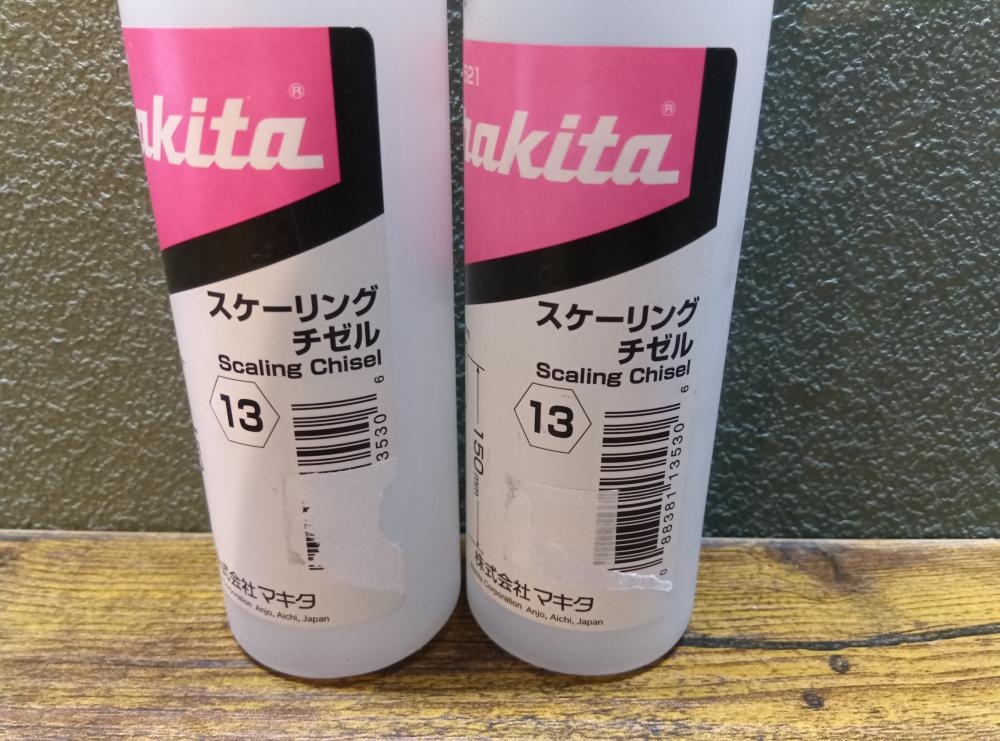 akita®
スケーリング
チゼル
Scaling Chisel
13
3530 6
株式会社マキタ
Corporation Anjo, Aichi, Japan
521
makita®
スケーリング
チゼル
Scaling Chisel
13
150mm
0 88381 13530 6
株式会社マキタ
Makita Corporation Anjo, Aichi, Japan